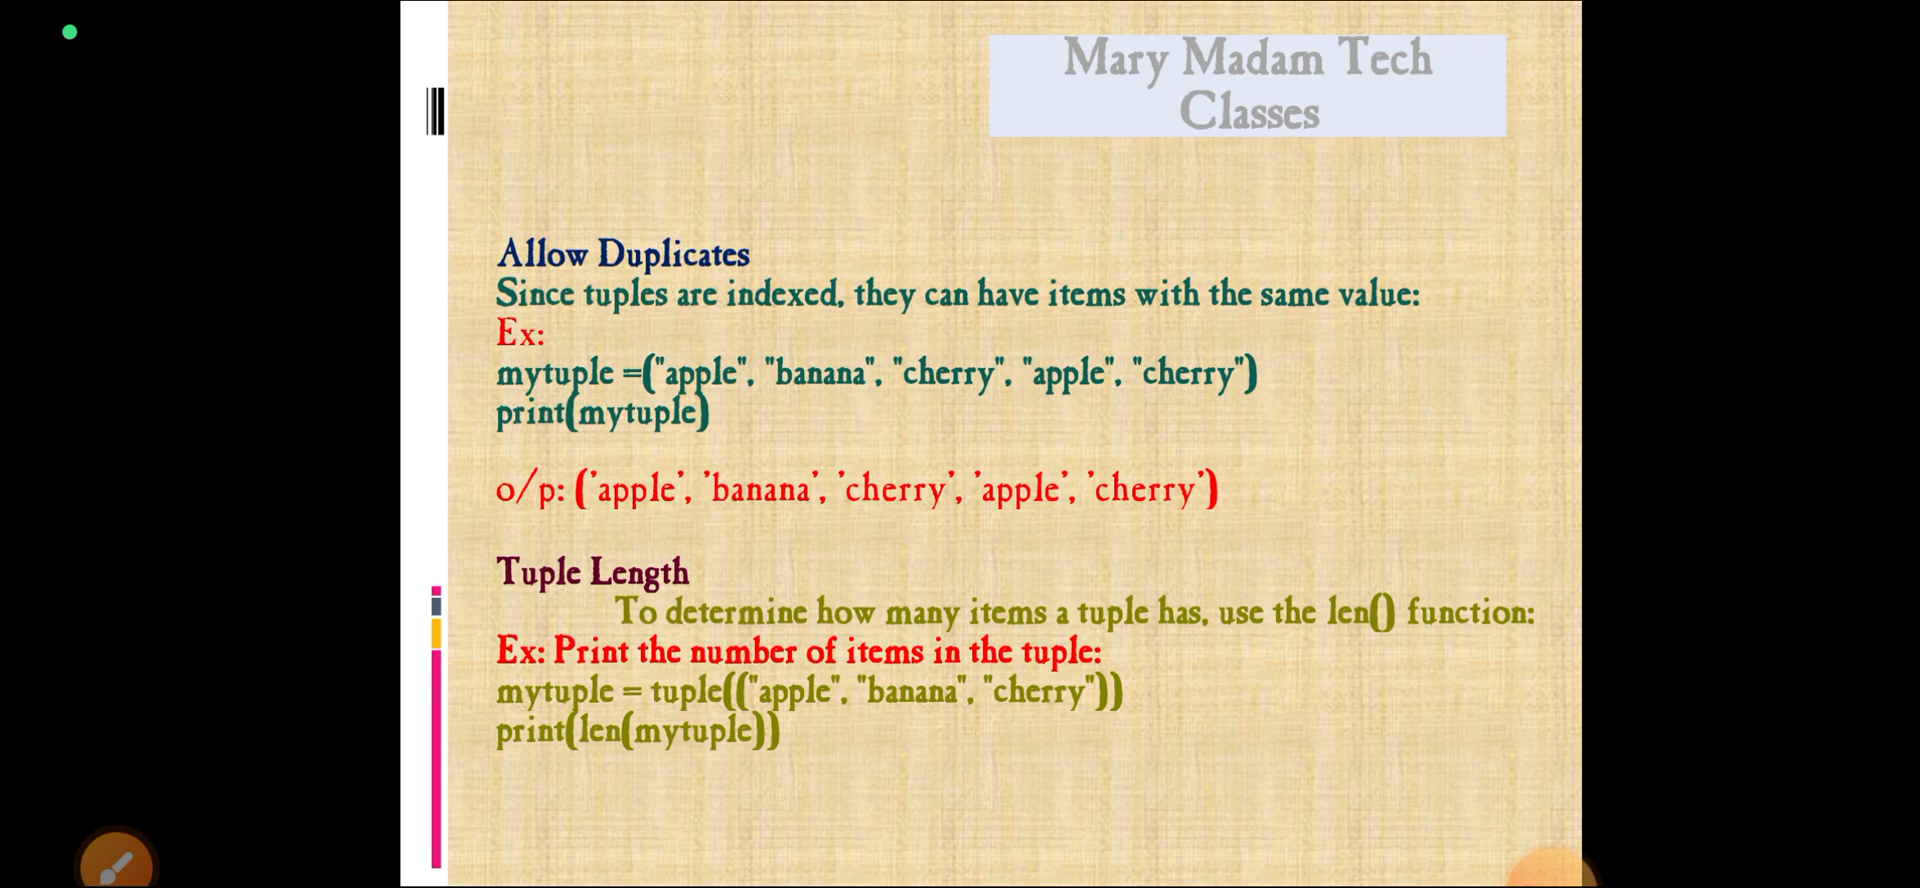 Mary Madam Tech
Classes
Allow Duplicates
Since tuples are indexed, they can have items with the same value:
Ex:
mytuple =("apple", "banana", "cherry", "apple", "cherry")
print(mytuple)
o/p: ('apple', 'banana', 'cherry', 'apple', 'cherry')
Tuple Length
To determine how many items a tuple has, use the len() function:
Ex: Print the number of items in the tuple:
mytuple = tuple(("apple", "banana", "cherry"))
print(len(mytuple))